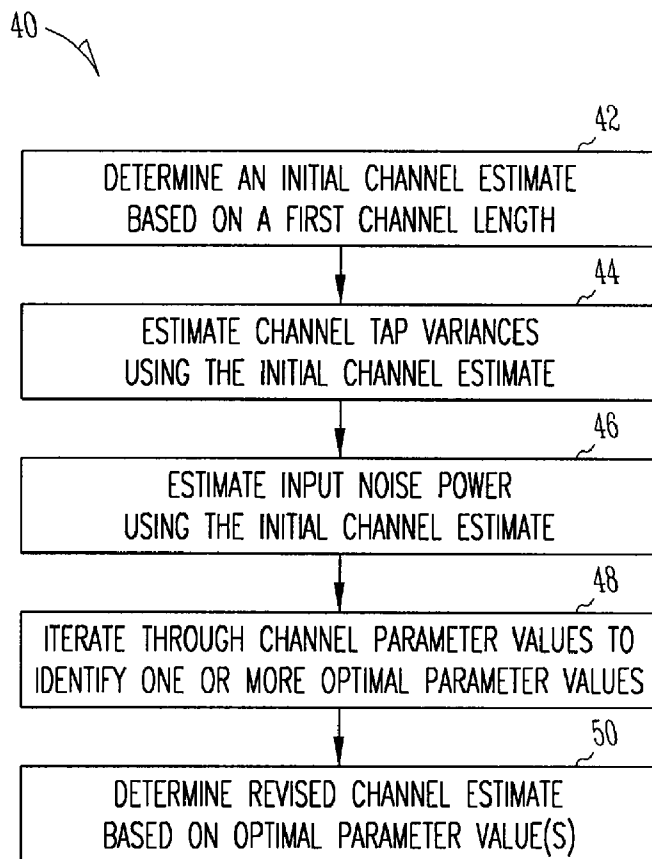 40
42
DETERMINE AN INITIAL CHANNEL ESTIMATE
BASED ON A FIRST CHANNEL LENGTH
44
ESTIMATE CHANNEL TAP VARIANCES
USING THE INITIAL CHANNEL ESTIMATE
46
ESTIMATE INPUT NOISE POWER
USING THE INITIAL CHANNEL ESTIMATE
48
ITERATE THROUGH CHANNEL PARAMETER VALUES TO
IDENTIFY ONE OR MORE OPTIMAL PARAMETER VALUES
50
DETERMINE REVISED CHANNEL ESTIMATE
BASED ON OPTIMAL PARAMETER VALUE(S)